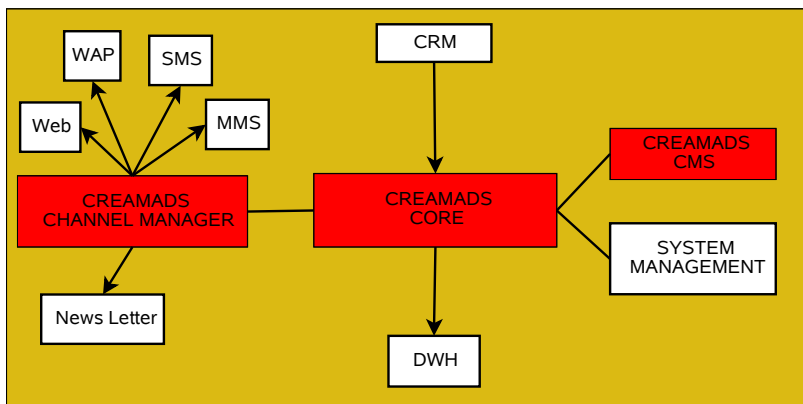 WAP
SMS
CRM
Web
MMS
CREAMADS
CMS
CREAMADS
CHANNEL MANAGER
CREAMADS
CORE
SYSTEM
MANAGEMENT
News Letter
DWH